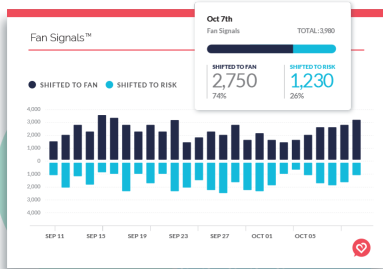 Oct 7th
Fan Signals
TOTAL: 3,980
SHIFTED TO FAN
SHIFTED TO RISK
2,750
1,230
74%
26%
Fan Signals™
SHIFTED TO FAN
SHIFTED TO RISK
4,000
3,000
2,000
1,000
0
1,000
2,000
3,000
4,000
SEP 11
SEP 15
SEP 19
SEP 23
SEP 27
OCT 01
OCT 05